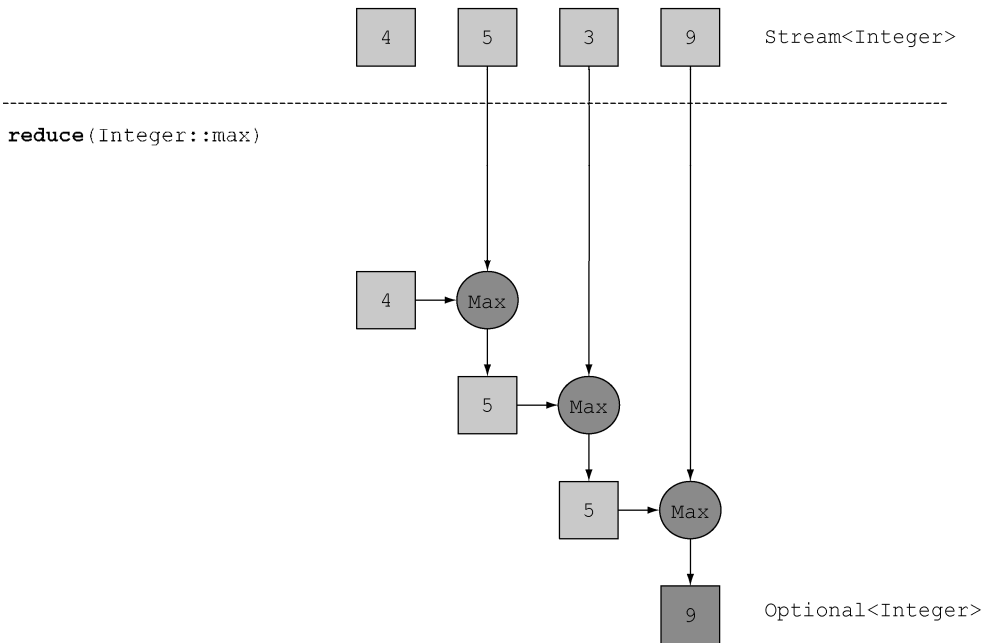 4 5 3 9 Stream<Integer>
reduce(Integer::max)
4 Max
5 Max
5 Max
9 Optional<Integer>